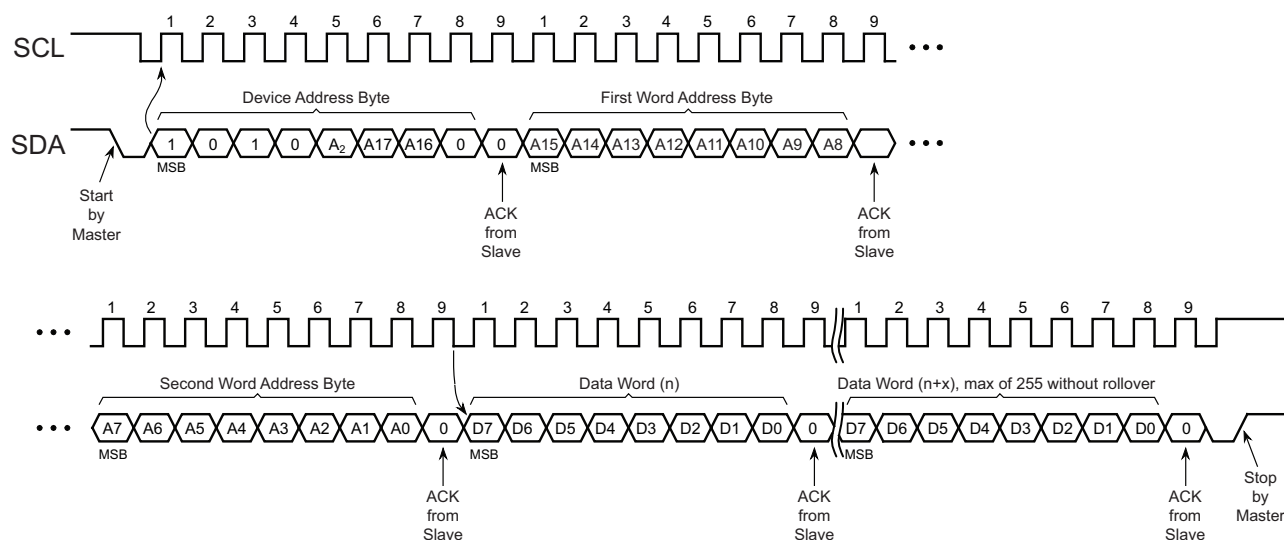 1 2 3 4 5 6 7 8 9 1 2 3 4 5 6 7 8 9
SCL
Device Address Byte First Word Address Byte
SDA 1 0 1 0 A2 A17 A16 0 0 A15 A14 A13 A12 A11 A10 A9 A8
MSB MSB
Start
by
Master
ACK
from
Slave
ACK
from
Slave
1 2 3 4 5 6 7 8 9 1 2 3 4 5 6 7 8 9 1 2 3 4 5 6 7 8 9
Second Word Address Byte Data Word (n) Data Word (n+x), max of 255 without rollover
A7 A6 A5 A4 A3 A2 A1 A0 0 D7 D6 D5 D4 D3 D2 D1 D0 0 D7 D6 D5 D4 D3 D2 D1 D0 0
MSB MSB MSB
ACK
from
Slave
ACK
from
Slave
ACK
from
Slave
Stop
by
Master